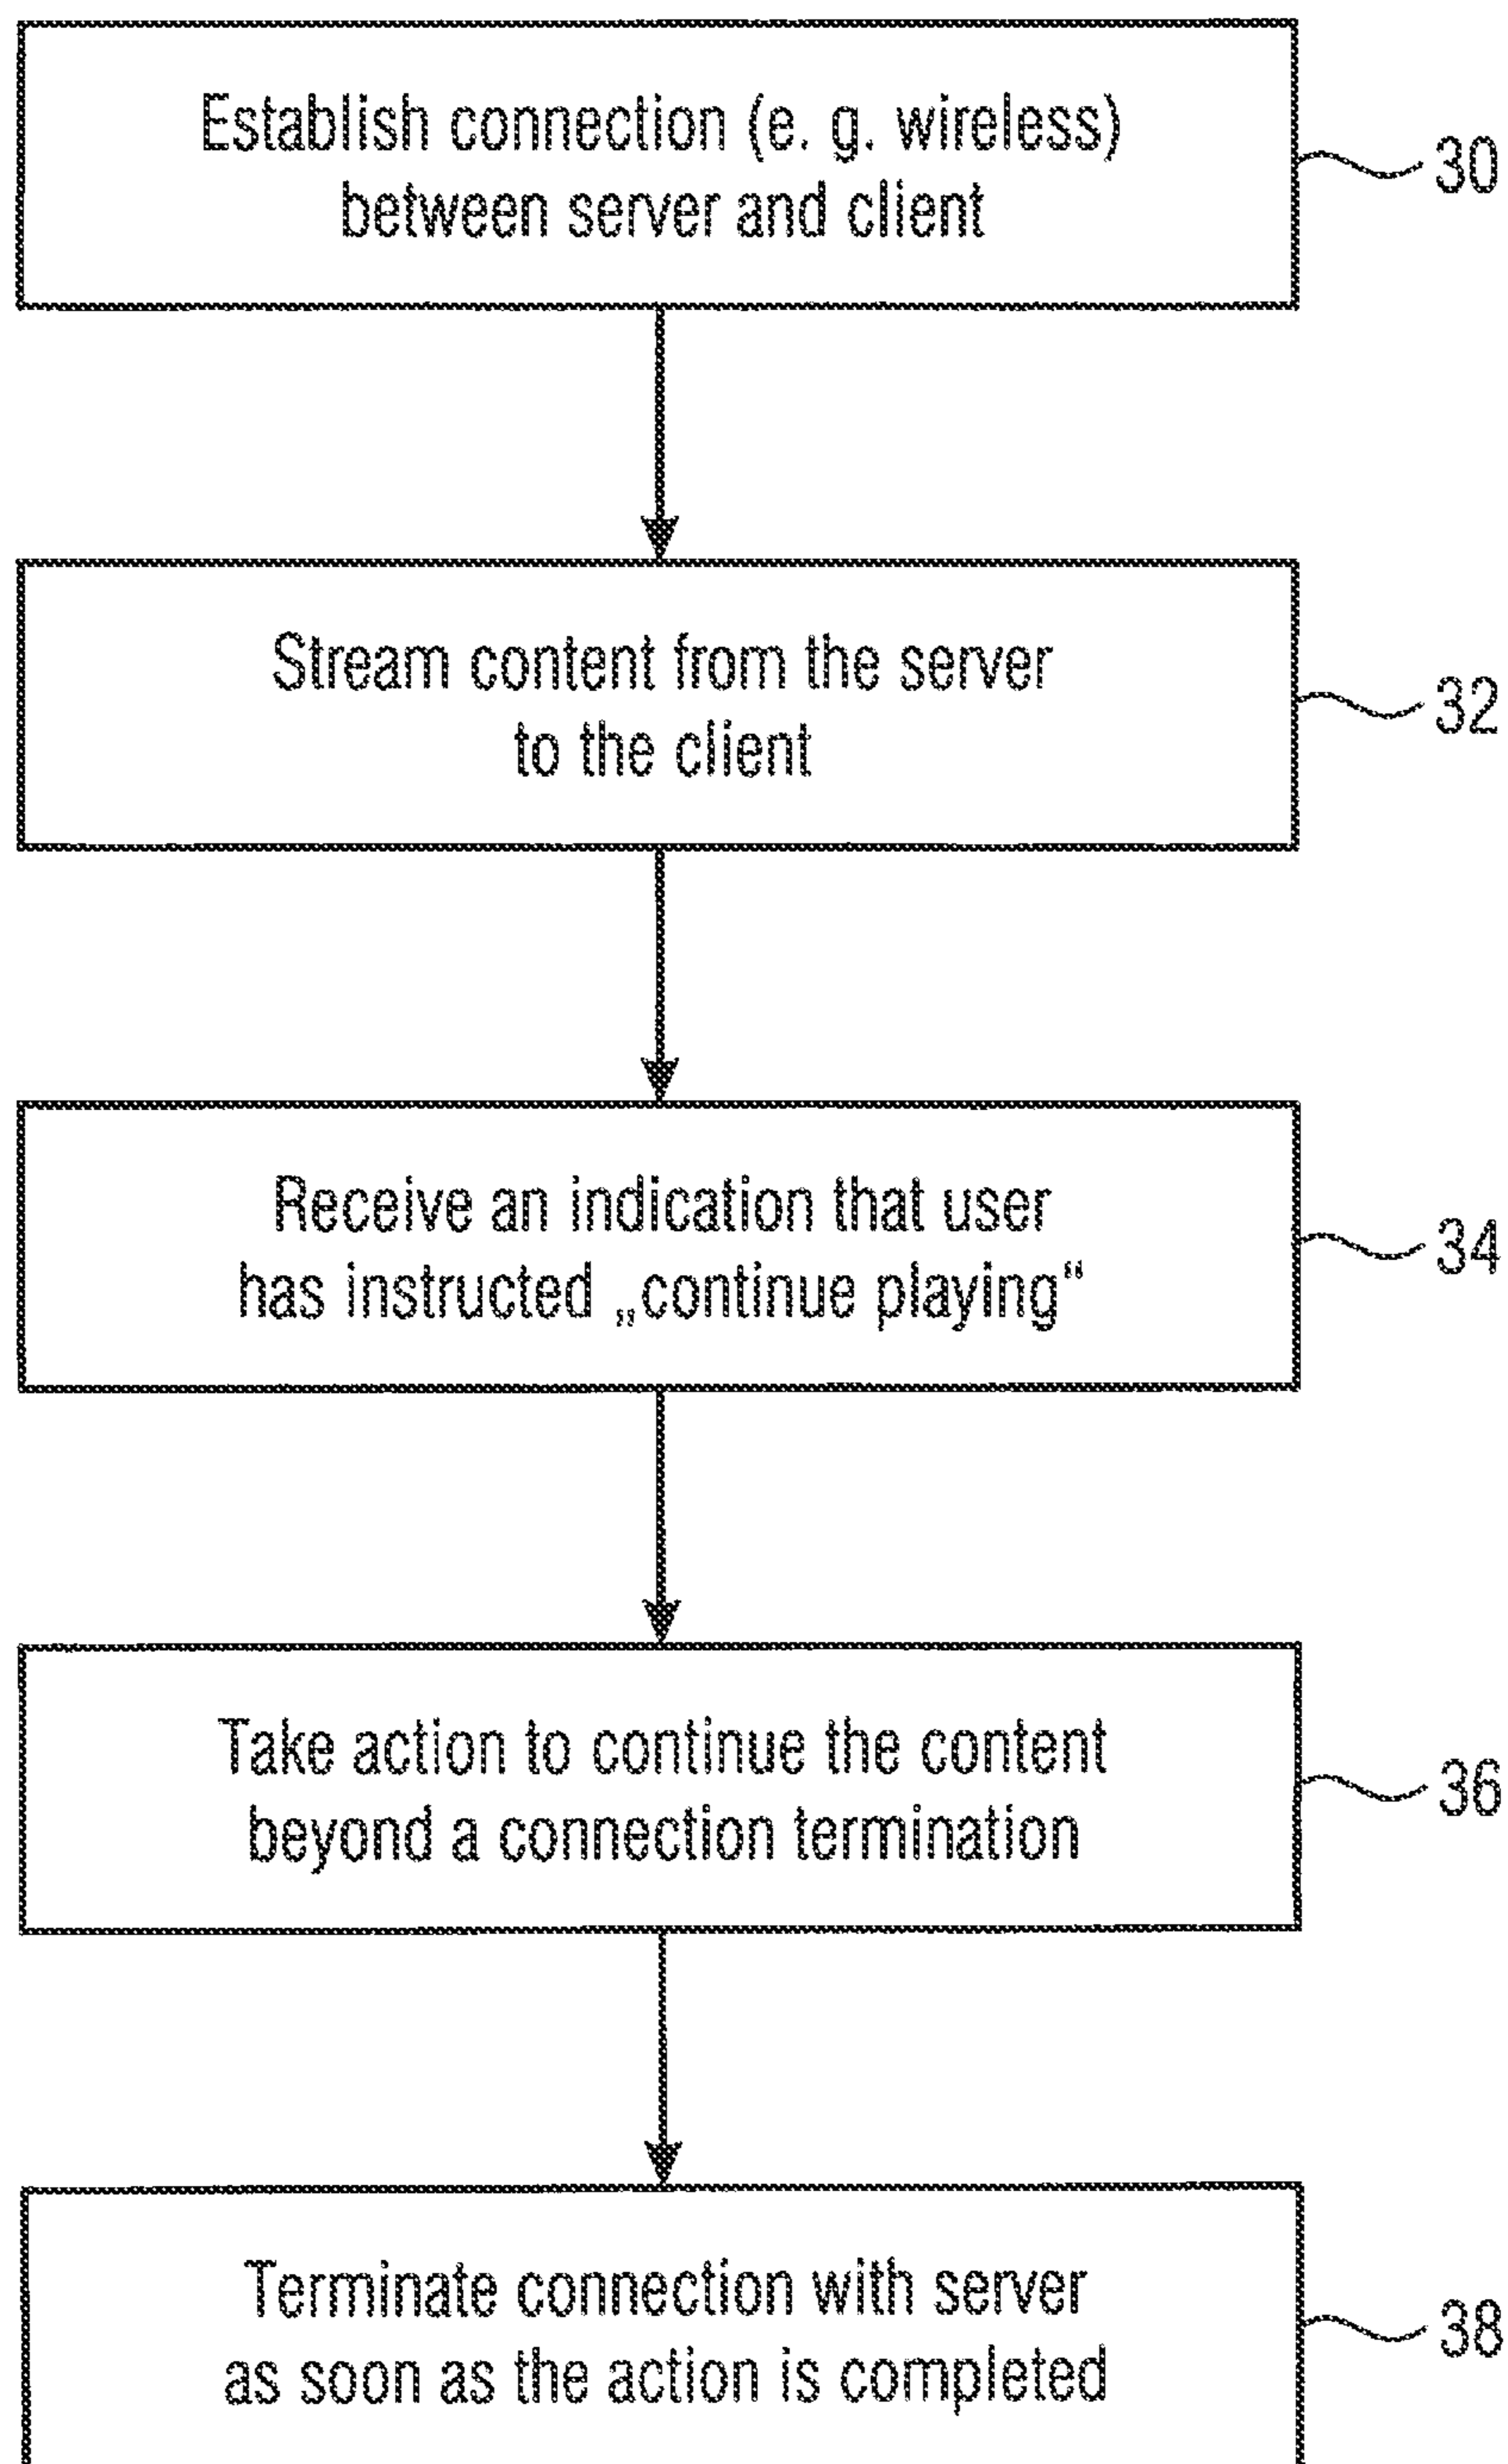 Establish connection (e. g. wireless)
between server and client
30
Stream content from the server
to the client
32
Receive an indication that user
has instructed „continue playing“
34
Take action to continue the content
beyond a connection termination
36
Terminate connection with server
as soon as the action is completed
38